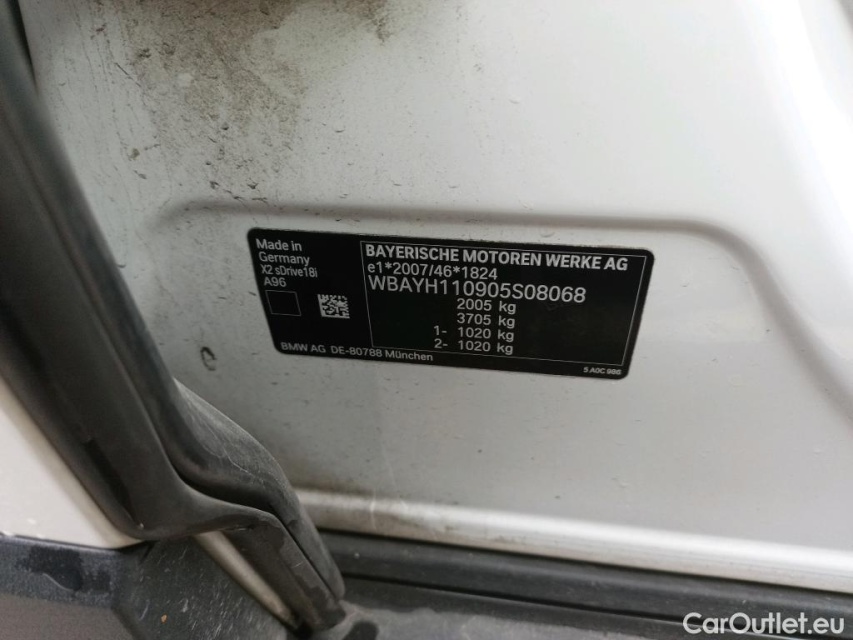 Made in
Germany
X2 sDrive18i
A96
BAYERISCHE MOTOREN WERKE AG
e1*2007/46*1824
WBAYH110905S08068
2005 kg
3705 kg
1- 1020 kg
2- 1020 kg
BMW AG DE-80788 München
5 A0C 986
CarOutlet.eu